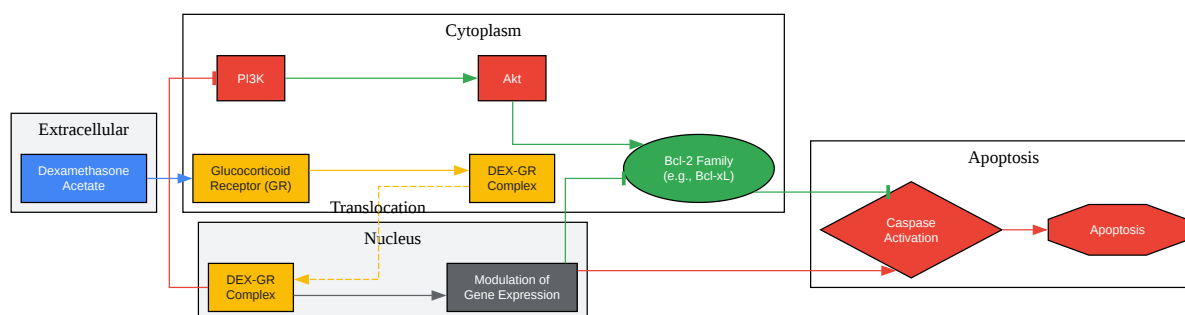 Cytoplasm
PI3K
Akt
Extracellular
Dexamethasone
Acetate
Glucocorticoid
Receptor (GR)
DEX-GR
Complex
Bcl-2 Family
(e.g., Bcl-xL)
Apoptosis
Translocation
Nucleus
DEX-GR
Complex
Modulation of
Gene Expression
Caspase
Activation
Apoptosis